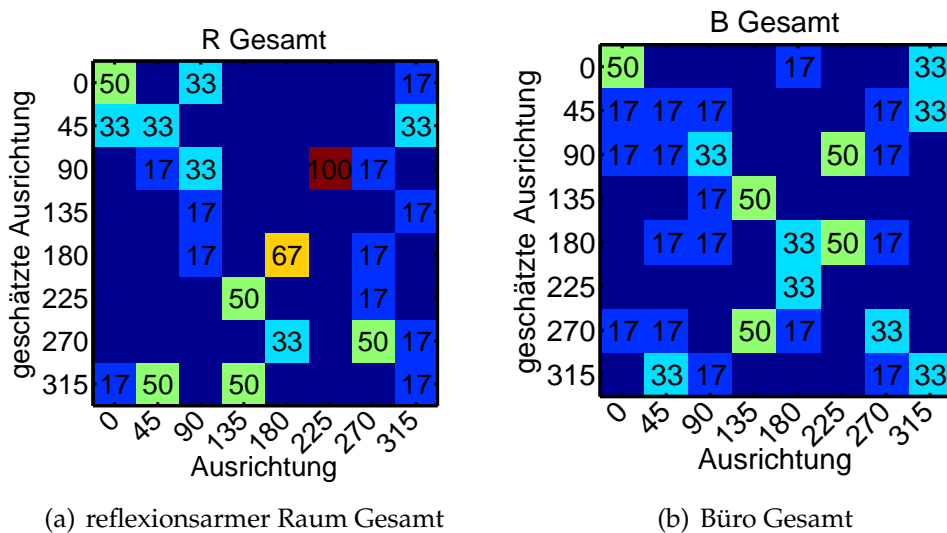 R Gesamt
0 50 33 17
45 33 33 33
90 17 33 100 17
135 17 17
180 17 67 17
225 50 17
270 33 50 17
315 17 50 50 17
geschätzte Ausrichtung
0 45 90 135 180 225 270 315
Ausrichtung
(a) reflexionsarmer Raum Gesamt
B Gesamt
0 50 17 33
45 17 17 17 17 33
90 17 17 33 50 17
135 17 50
180 17 17 33 50 17
225 33
270 17 17 50 17 33
315 33 17 17 33
geschätzte Ausrichtung
0 45 90 135 180 225 270 315
Ausrichtung
(b) Büro Gesamt